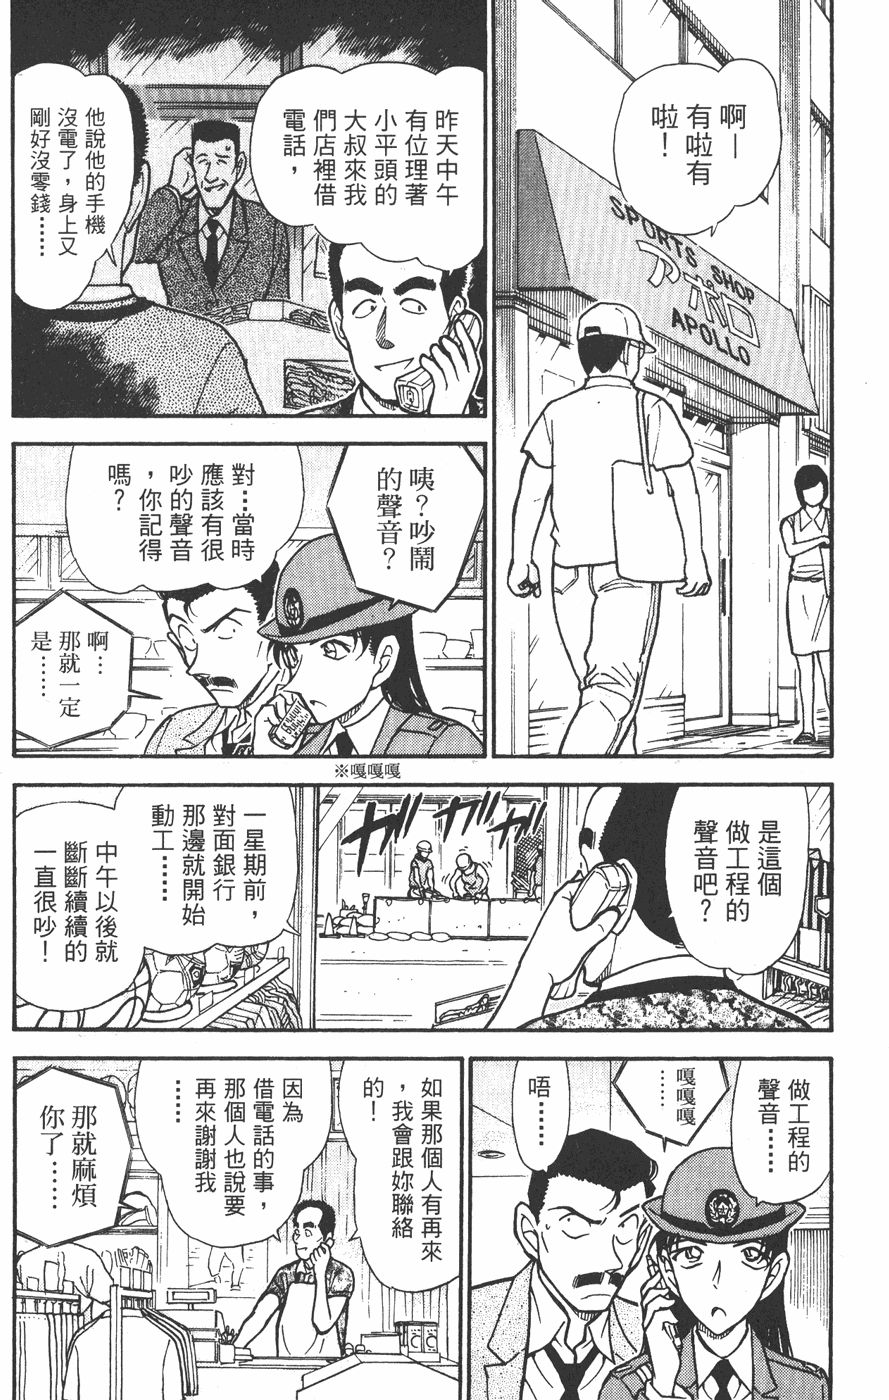 啊—
有啦有
啦！
SPORTS SHOP
アポロ
APOLLO
昨天中午
有位理著
小平頭的
大叔來我
們店裡借
電話，
他說他的手機
沒電了，身上又
剛好沒零錢……
咦？吵鬧
的聲音？
對…當時
應該有很
吵的聲音
，你記得
嗎？
啊…
那就一定
是……
※嘎嘎嘎
是這個
做工程的
聲音吧？
ガガガ
一星期前，
對面銀行
那邊就開始
動工……
中午以後就
斷斷續續的
一直很吵！
做工程的
聲音……
嘎嘎嘎
……
唔……
如果那個人有再來
，我會跟妳聯絡
的！
因為
借電話的事，
那個人也說要
再來謝謝我
……
那就麻煩
你了……